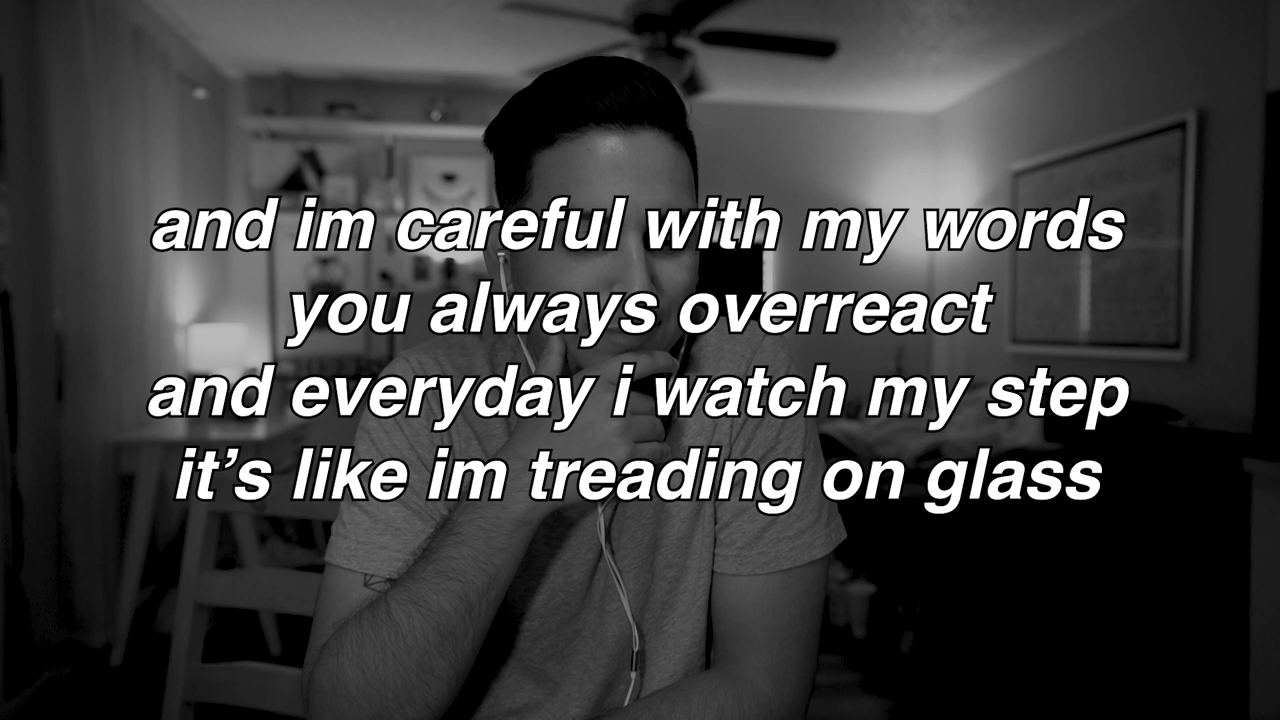 and im careful with my words
you always overreact
and everyday i watch my step
it’s like im treading on glass